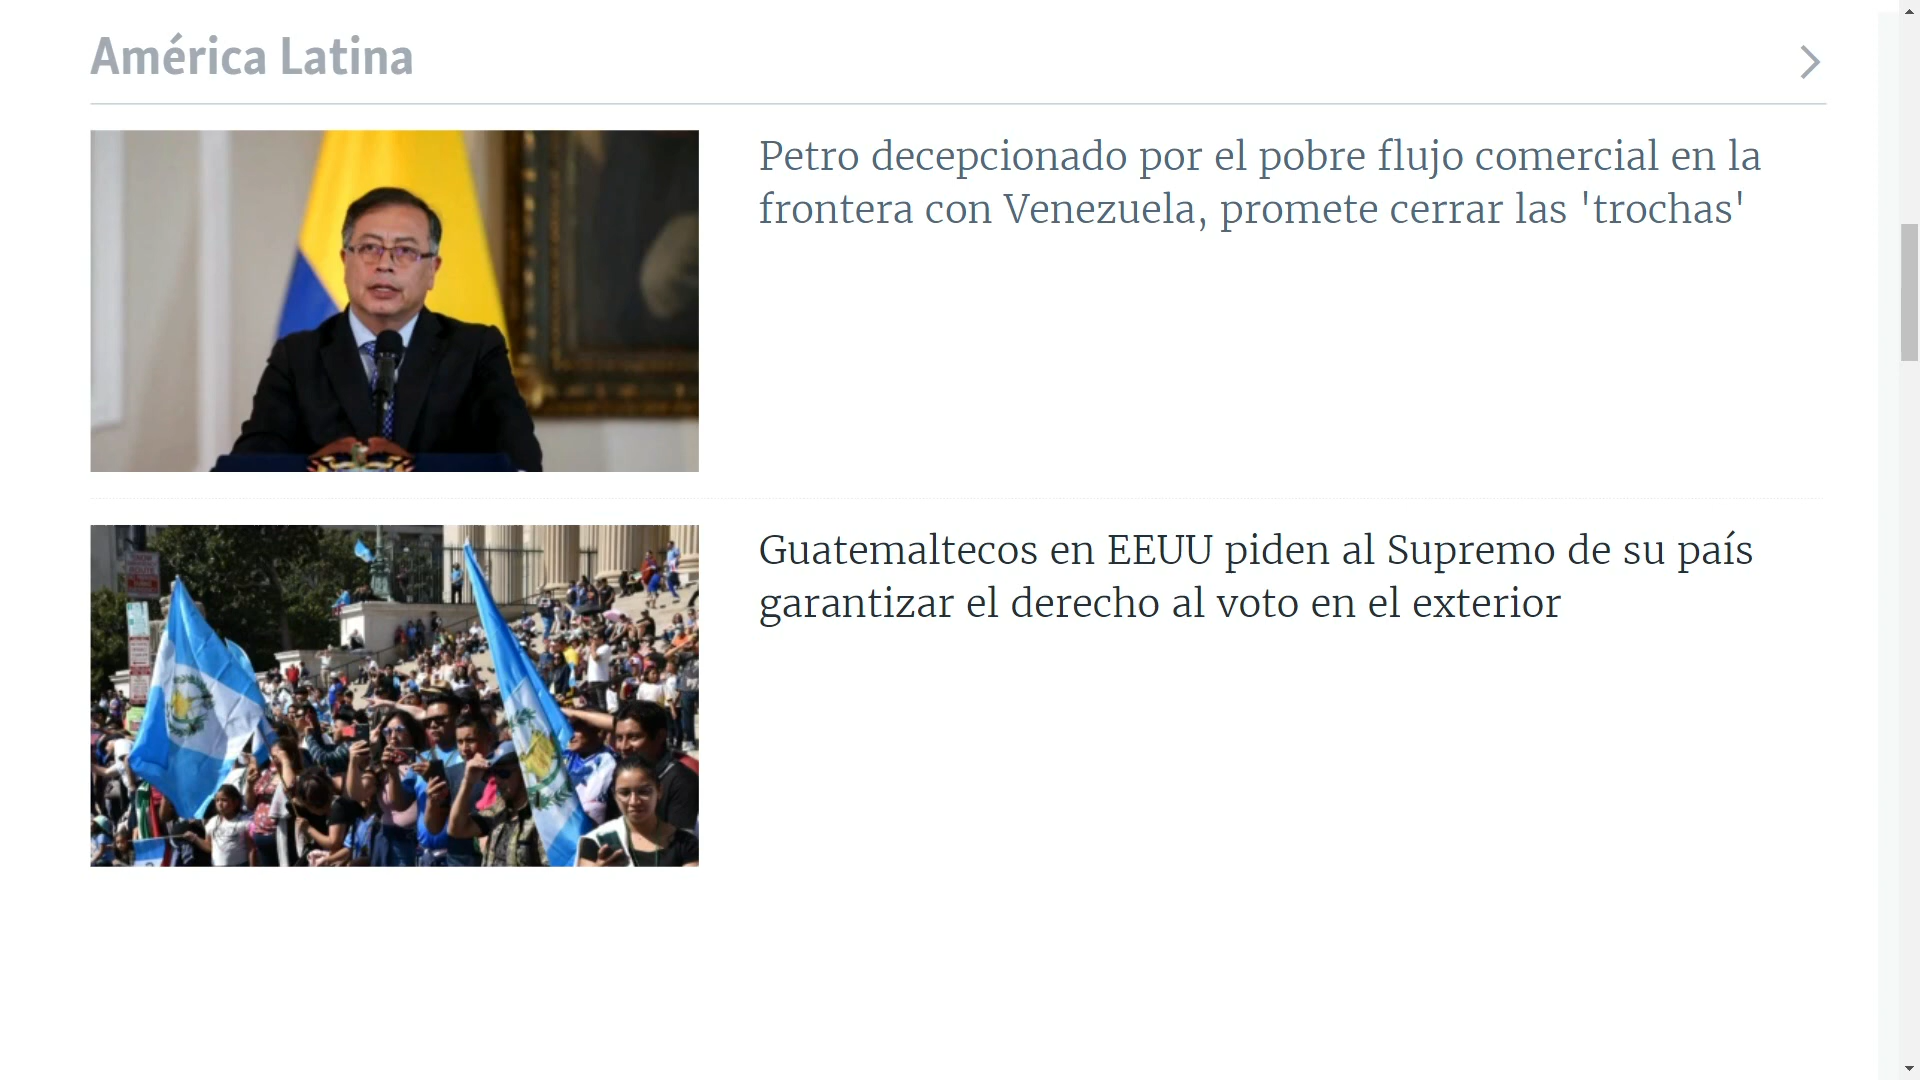 América Latina
Petro decepcionado por el pobre flujo comercial en la
frontera con Venezuela, promete cerrar las 'trochas'
Guatemaltecos en EEUU piden al Supremo de su país
garantizar el derecho al voto en el exterior